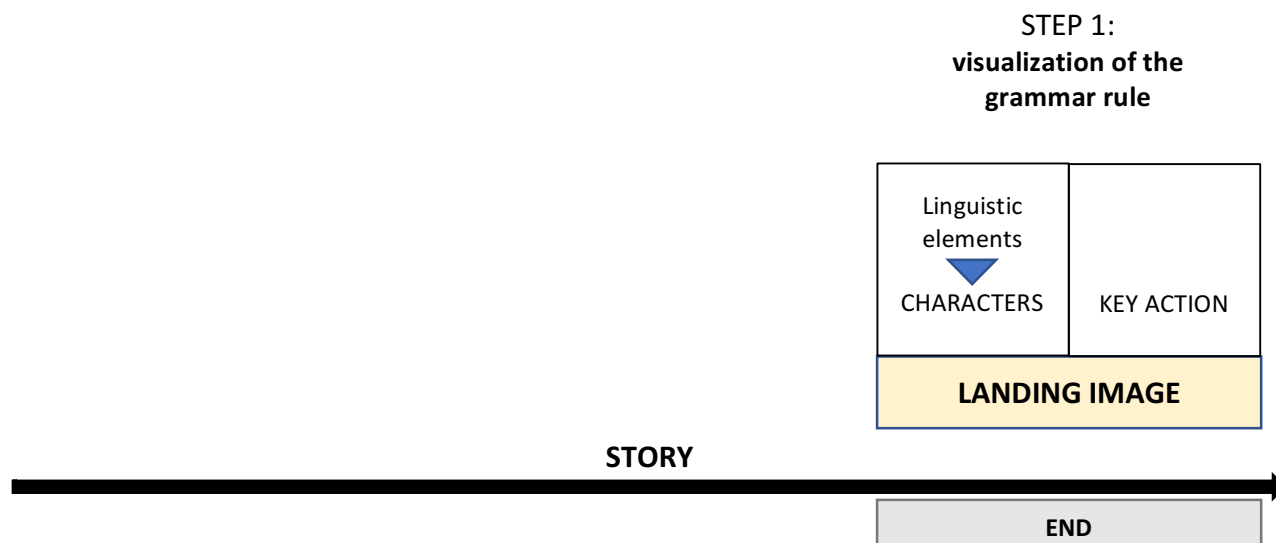 STEP 1:
visualization of the
grammar rule
Linguistic
elements
CHARACTERS
KEY ACTION
LANDING IMAGE
STORY
END